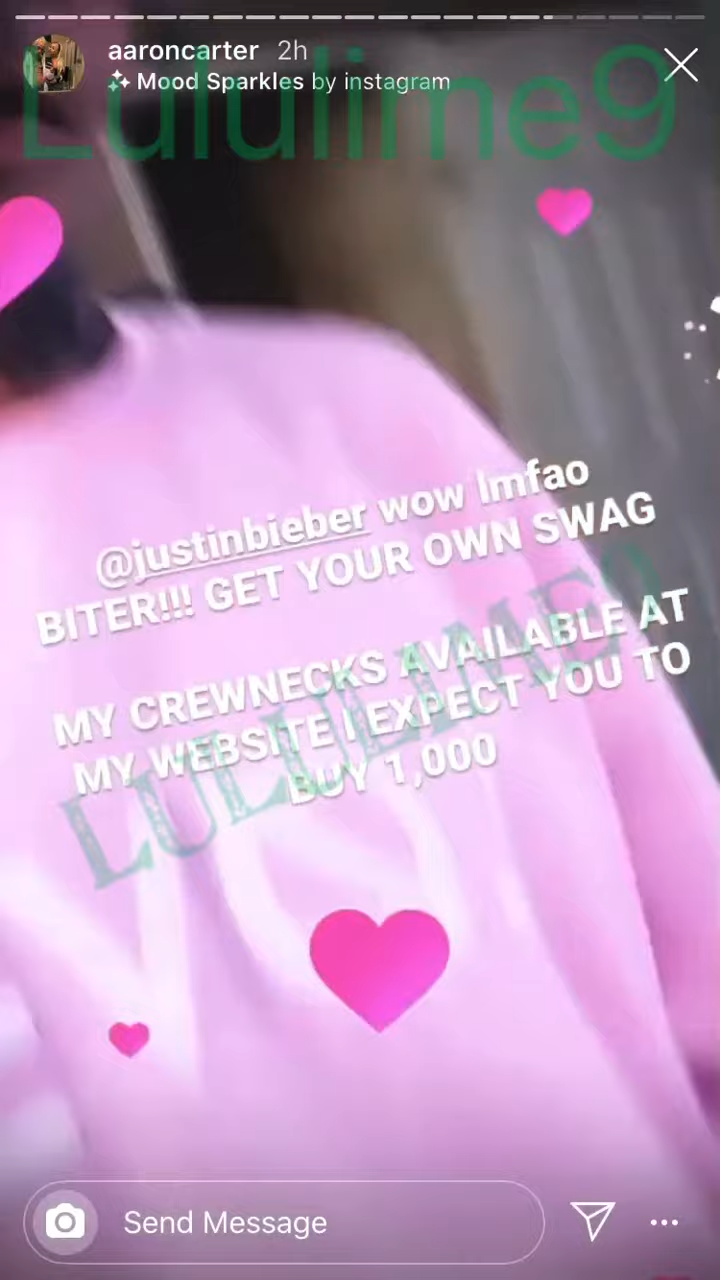 aaroncarter 2h
Mood Sparkles by instagram
Lululime9
@justinbieber wow lmfao
BITER!!! GET YOUR OWN SWAG
MY CREWNECKS AVAILABLE AT
MY WEBSITE I EXPECT YOU TO
BUY 1,000
LULULIME9
Send Message